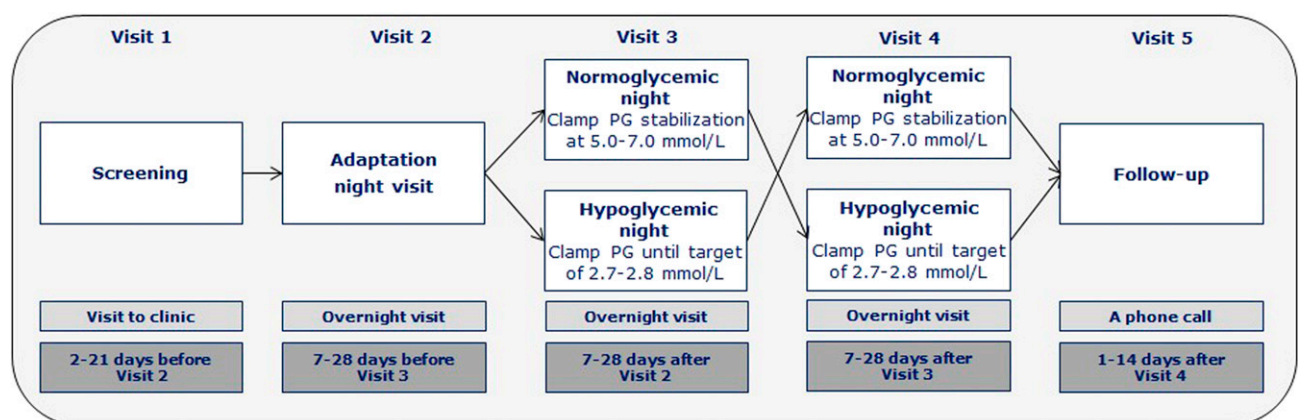 Visit 1
Visit 2
Visit 3
Visit 4
Visit 5
Screening
Adaptation
night visit
Normoglycemic
night
Clamp PG stabilization
at 5.0-7.0 mmol/L
Hypoglycemic
night
Clamp PG until target
of 2.7-2.8 mmol/L
Normoglycemic
night
Clamp PG stabilization
at 5.0-7.0 mmol/L
Hypoglycemic
night
Clamp PG until target
of 2.7-2.8 mmol/L
Follow-up
Visit to clinic
Overnight visit
Overnight visit
Overnight visit
A phone call
2-21 days before
Visit 2
7-28 days before
Visit 3
7-28 days after
Visit 2
7-28 days after
Visit 3
1-14 days after
Visit 4